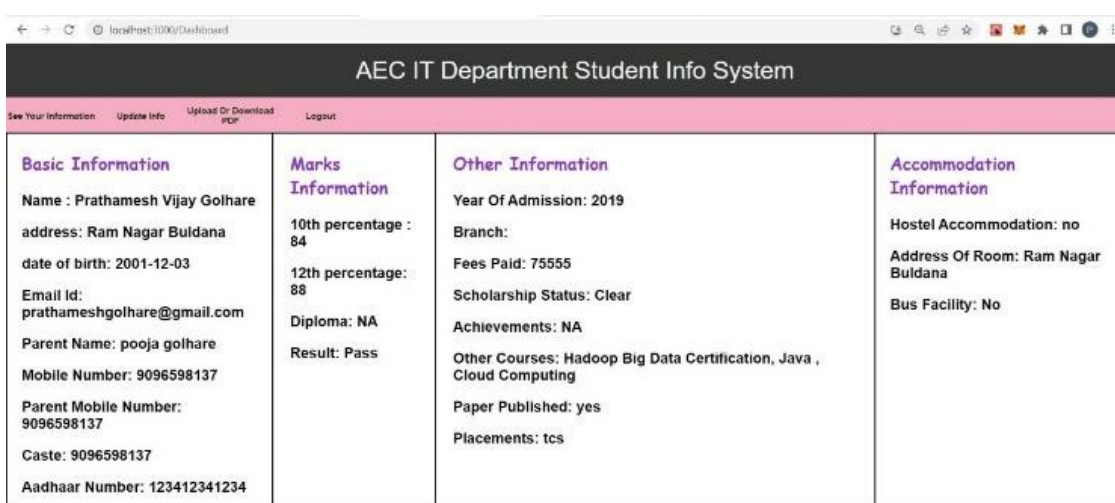 localhost:3000/Dashboard
AEC IT Department Student Info System
See Your Information
Update Info
Upload Or Download
PDF
Logout
Basic Information
Name : Prathamesh Vijay Golhare
address: Ram Nagar Buldana
date of birth: 2001-12-03
Email Id:
prathameshgolhare@gmail.com
Parent Name: pooja golhare
Mobile Number: 9096598137
Parent Mobile Number:
9096598137
Caste: 9096598137
Aadhaar Number: 123412341234
Marks
Information
10th percentage :
84
12th percentage:
88
Diploma: NA
Result: Pass
Other Information
Year Of Admission: 2019
Branch:
Fees Paid: 75555
Scholarship Status: Clear
Achievements: NA
Other Courses: Hadoop Big Data Certification, Java ,
Cloud Computing
Paper Published: yes
Placements: tcs
Accommodation
Information
Hostel Accommodation: no
Address Of Room: Ram Nagar
Buldana
Bus Facility: No